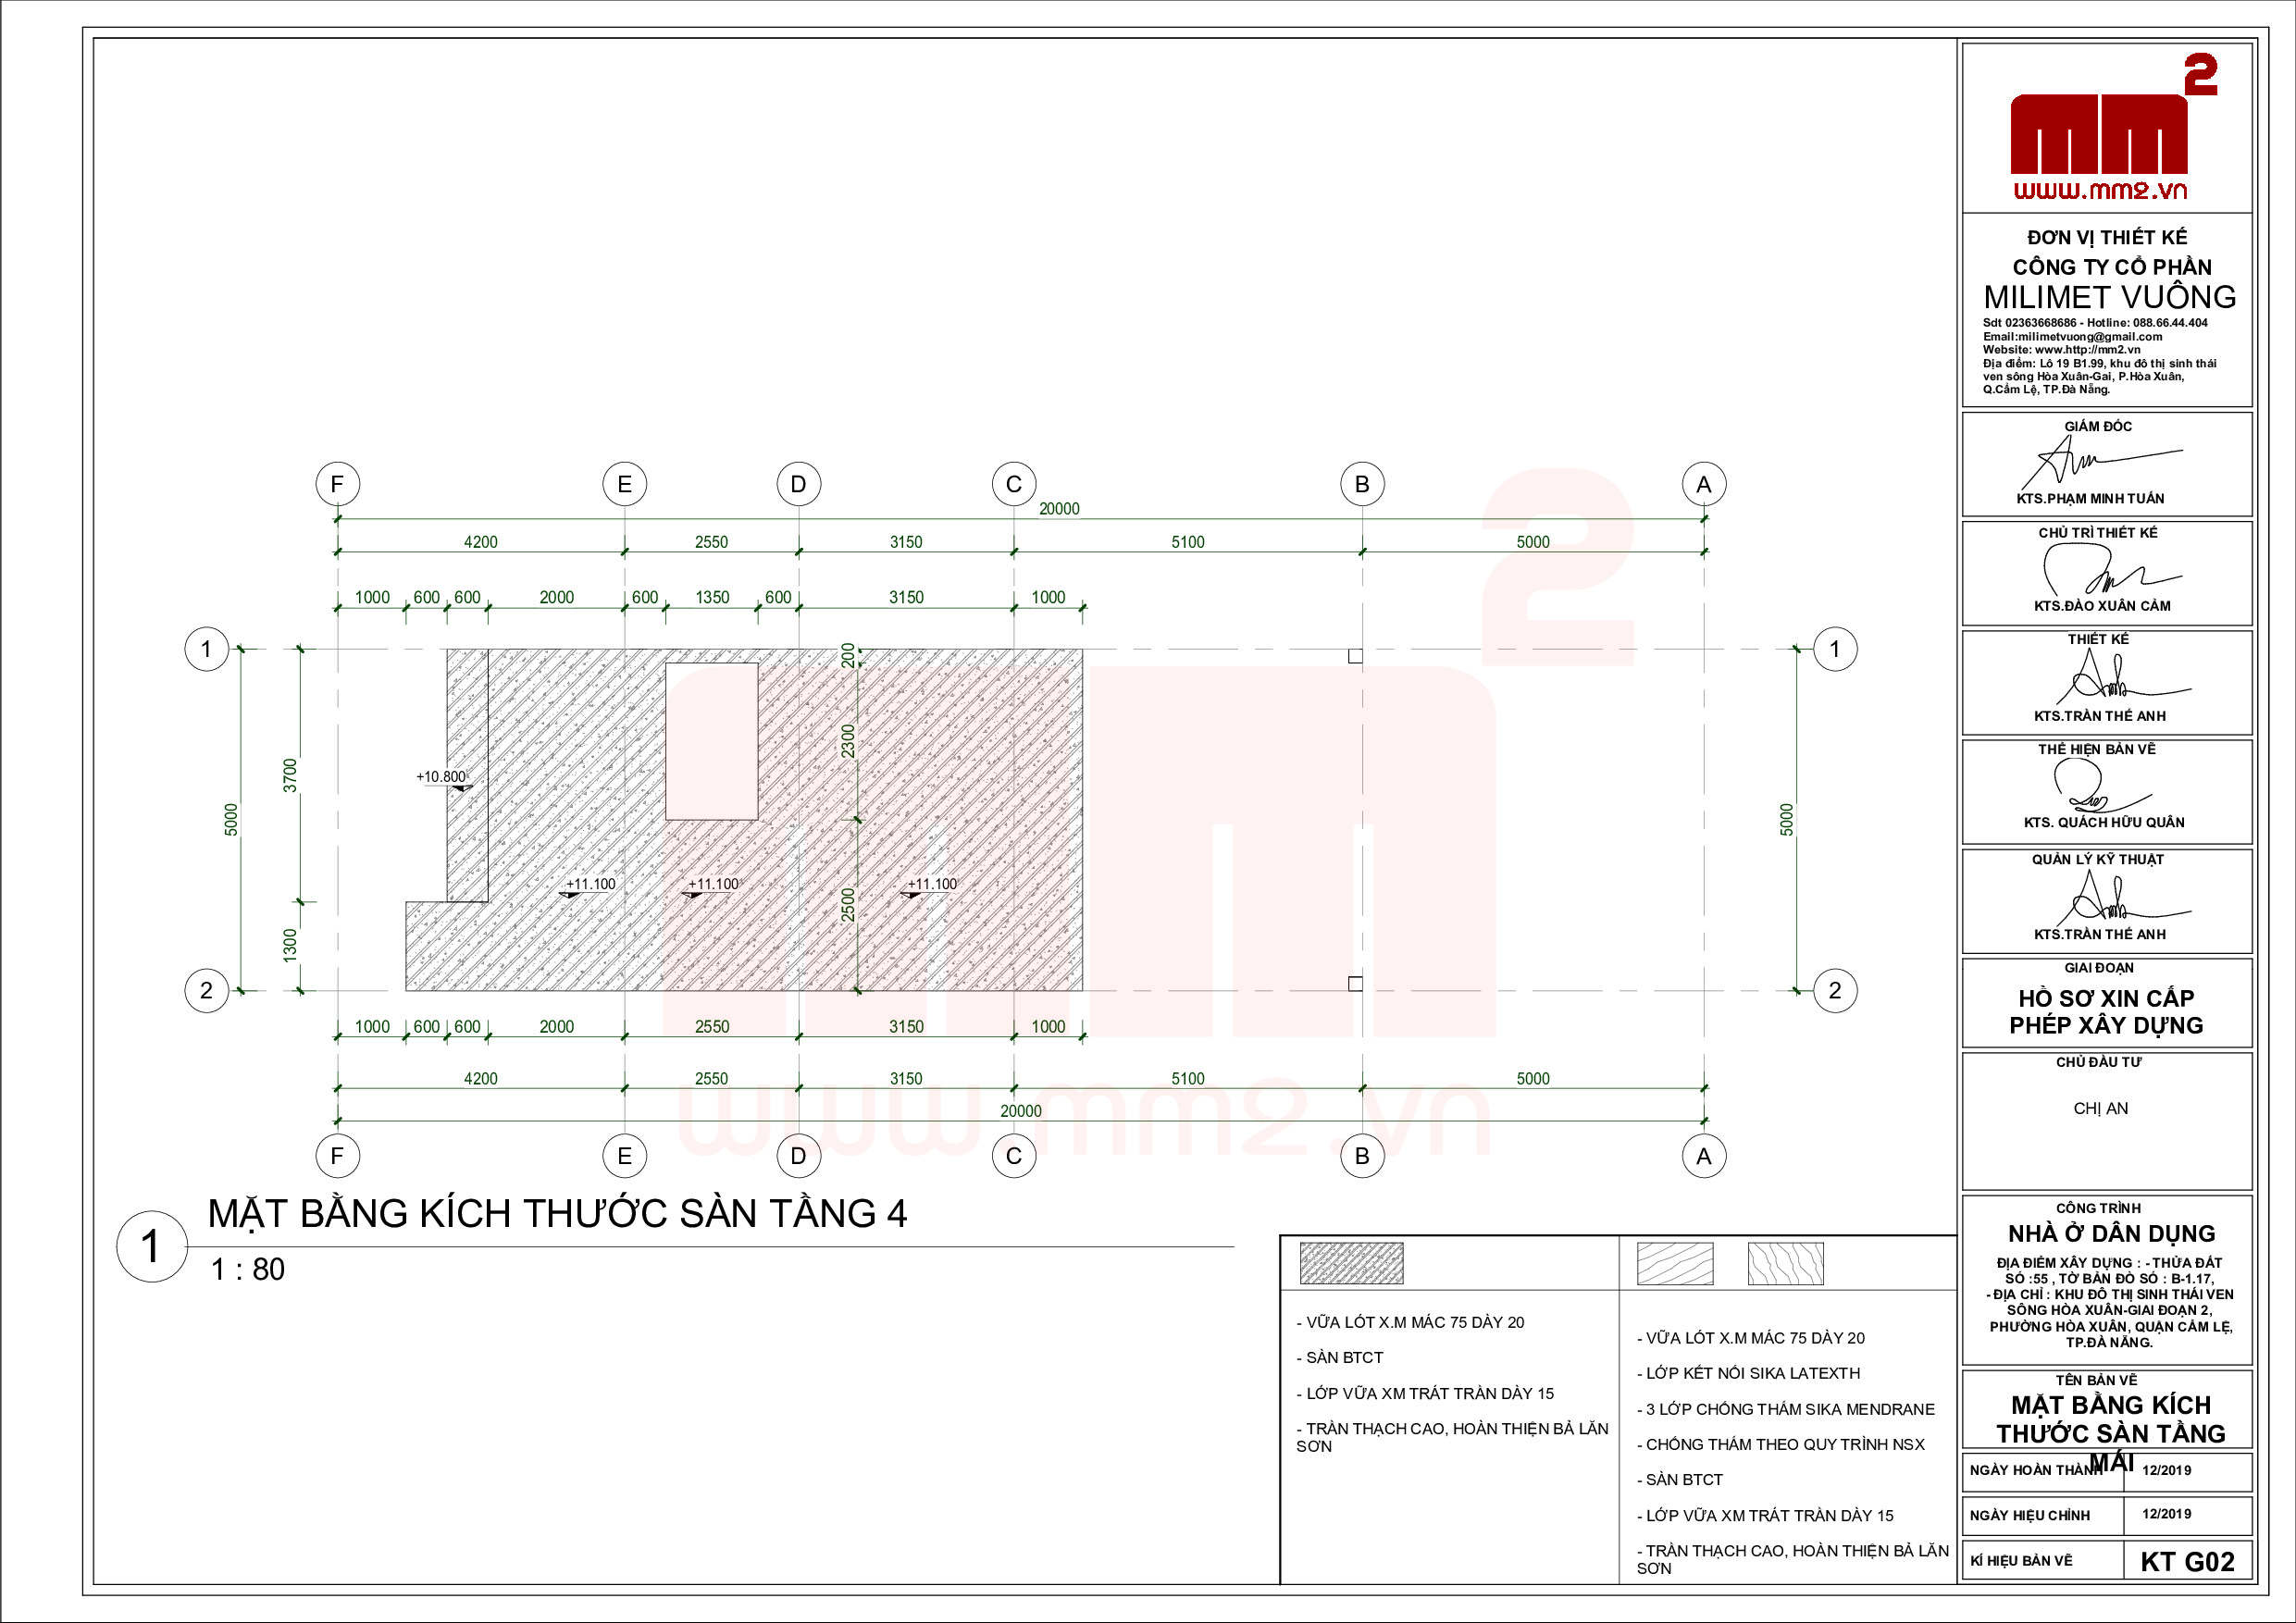 F E D C B A
20000
4200 2550 3150 5100 5000
1000 600 600 2000 600 1350 600 3150 1000
1 1
200
2300
+10.800
3700
5000 5000
+11.100 +11.100 +11.100
2500
1300
2 2
1000 600 600 2000 2550 3150 1000
4200 2550 3150 5100 5000
20000
F E D C B A
mm2
www.mm2.vn
1
MẶT BẰNG KÍCH THƯỚC SÀN TẦNG 4
1 : 80
- VỮA LÓT X.M MÁC 75 DÀY 20
- SÀN BTCT
- LỚP VỮA XM TRÁT TRẦN DÀY 15
- TRẦN THẠCH CAO, HOÀN THIỆN BẢ LĂN
SƠN
- VỮA LÓT X.M MÁC 75 DÀY 20
- LỚP KẾT NỐI SIKA LATEXTH
- 3 LỚP CHỐNG THẤM SIKA MENDRANE
- CHỐNG THẤM THEO QUY TRÌNH NSX
- SÀN BTCT
- LỚP VỮA XM TRÁT TRẦN DÀY 15
- TRẦN THẠCH CAO, HOÀN THIỆN BẢ LĂN
SƠN
mm2
www.mm2.vn
ĐƠN VỊ THIẾT KẾ
CÔNG TY CỔ PHẦN
MILIMET VUÔNG
Sdt 02363668686 - Hotline: 088.66.44.404
Email:milimetvuong@gmail.com
Website: www.http://mm2.vn
Địa điểm: Lô 19 B1.99, khu đô thị sinh thái
ven sông Hòa Xuân-Gai, P.Hòa Xuân,
Q.Cẩm Lệ, TP.Đà Nẵng.
GIÁM ĐỐC
KTS.PHẠM MINH TUẤN
CHỦ TRÌ THIẾT KẾ
KTS.ĐÀO XUÂN CẢM
THIẾT KẾ
KTS.TRẦN THẾ ANH
THỂ HIỆN BẢN VẼ
KTS. QUÁCH HỮU QUÂN
QUẢN LÝ KỸ THUẬT
KTS.TRẦN THẾ ANH
GIAI ĐOẠN
HỒ SƠ XIN CẤP
PHÉP XÂY DỰNG
CHỦ ĐẦU TƯ
CHỊ AN
CÔNG TRÌNH
NHÀ Ở DÂN DỤNG
ĐỊA ĐIỂM XÂY DỰNG : - THỬA ĐẤT
SỐ :55 , TỜ BẢN ĐỒ SỐ : B-1.17,
- ĐỊA CHỈ : KHU ĐÔ THỊ SINH THÁI VEN
SÔNG HÒA XUÂN-GIAI ĐOẠN 2,
PHƯỜNG HÒA XUÂN, QUẬN CẨM LỆ,
TP.ĐÀ NẴNG.
TÊN BẢN VẼ
MẶT BẰNG KÍCH
THƯỚC SÀN TẦNG
MÁI
NGÀY HOÀN THÀNH 12/2019
NGÀY HIỆU CHỈNH 12/2019
KÍ HIỆU BẢN VẼ KT G02